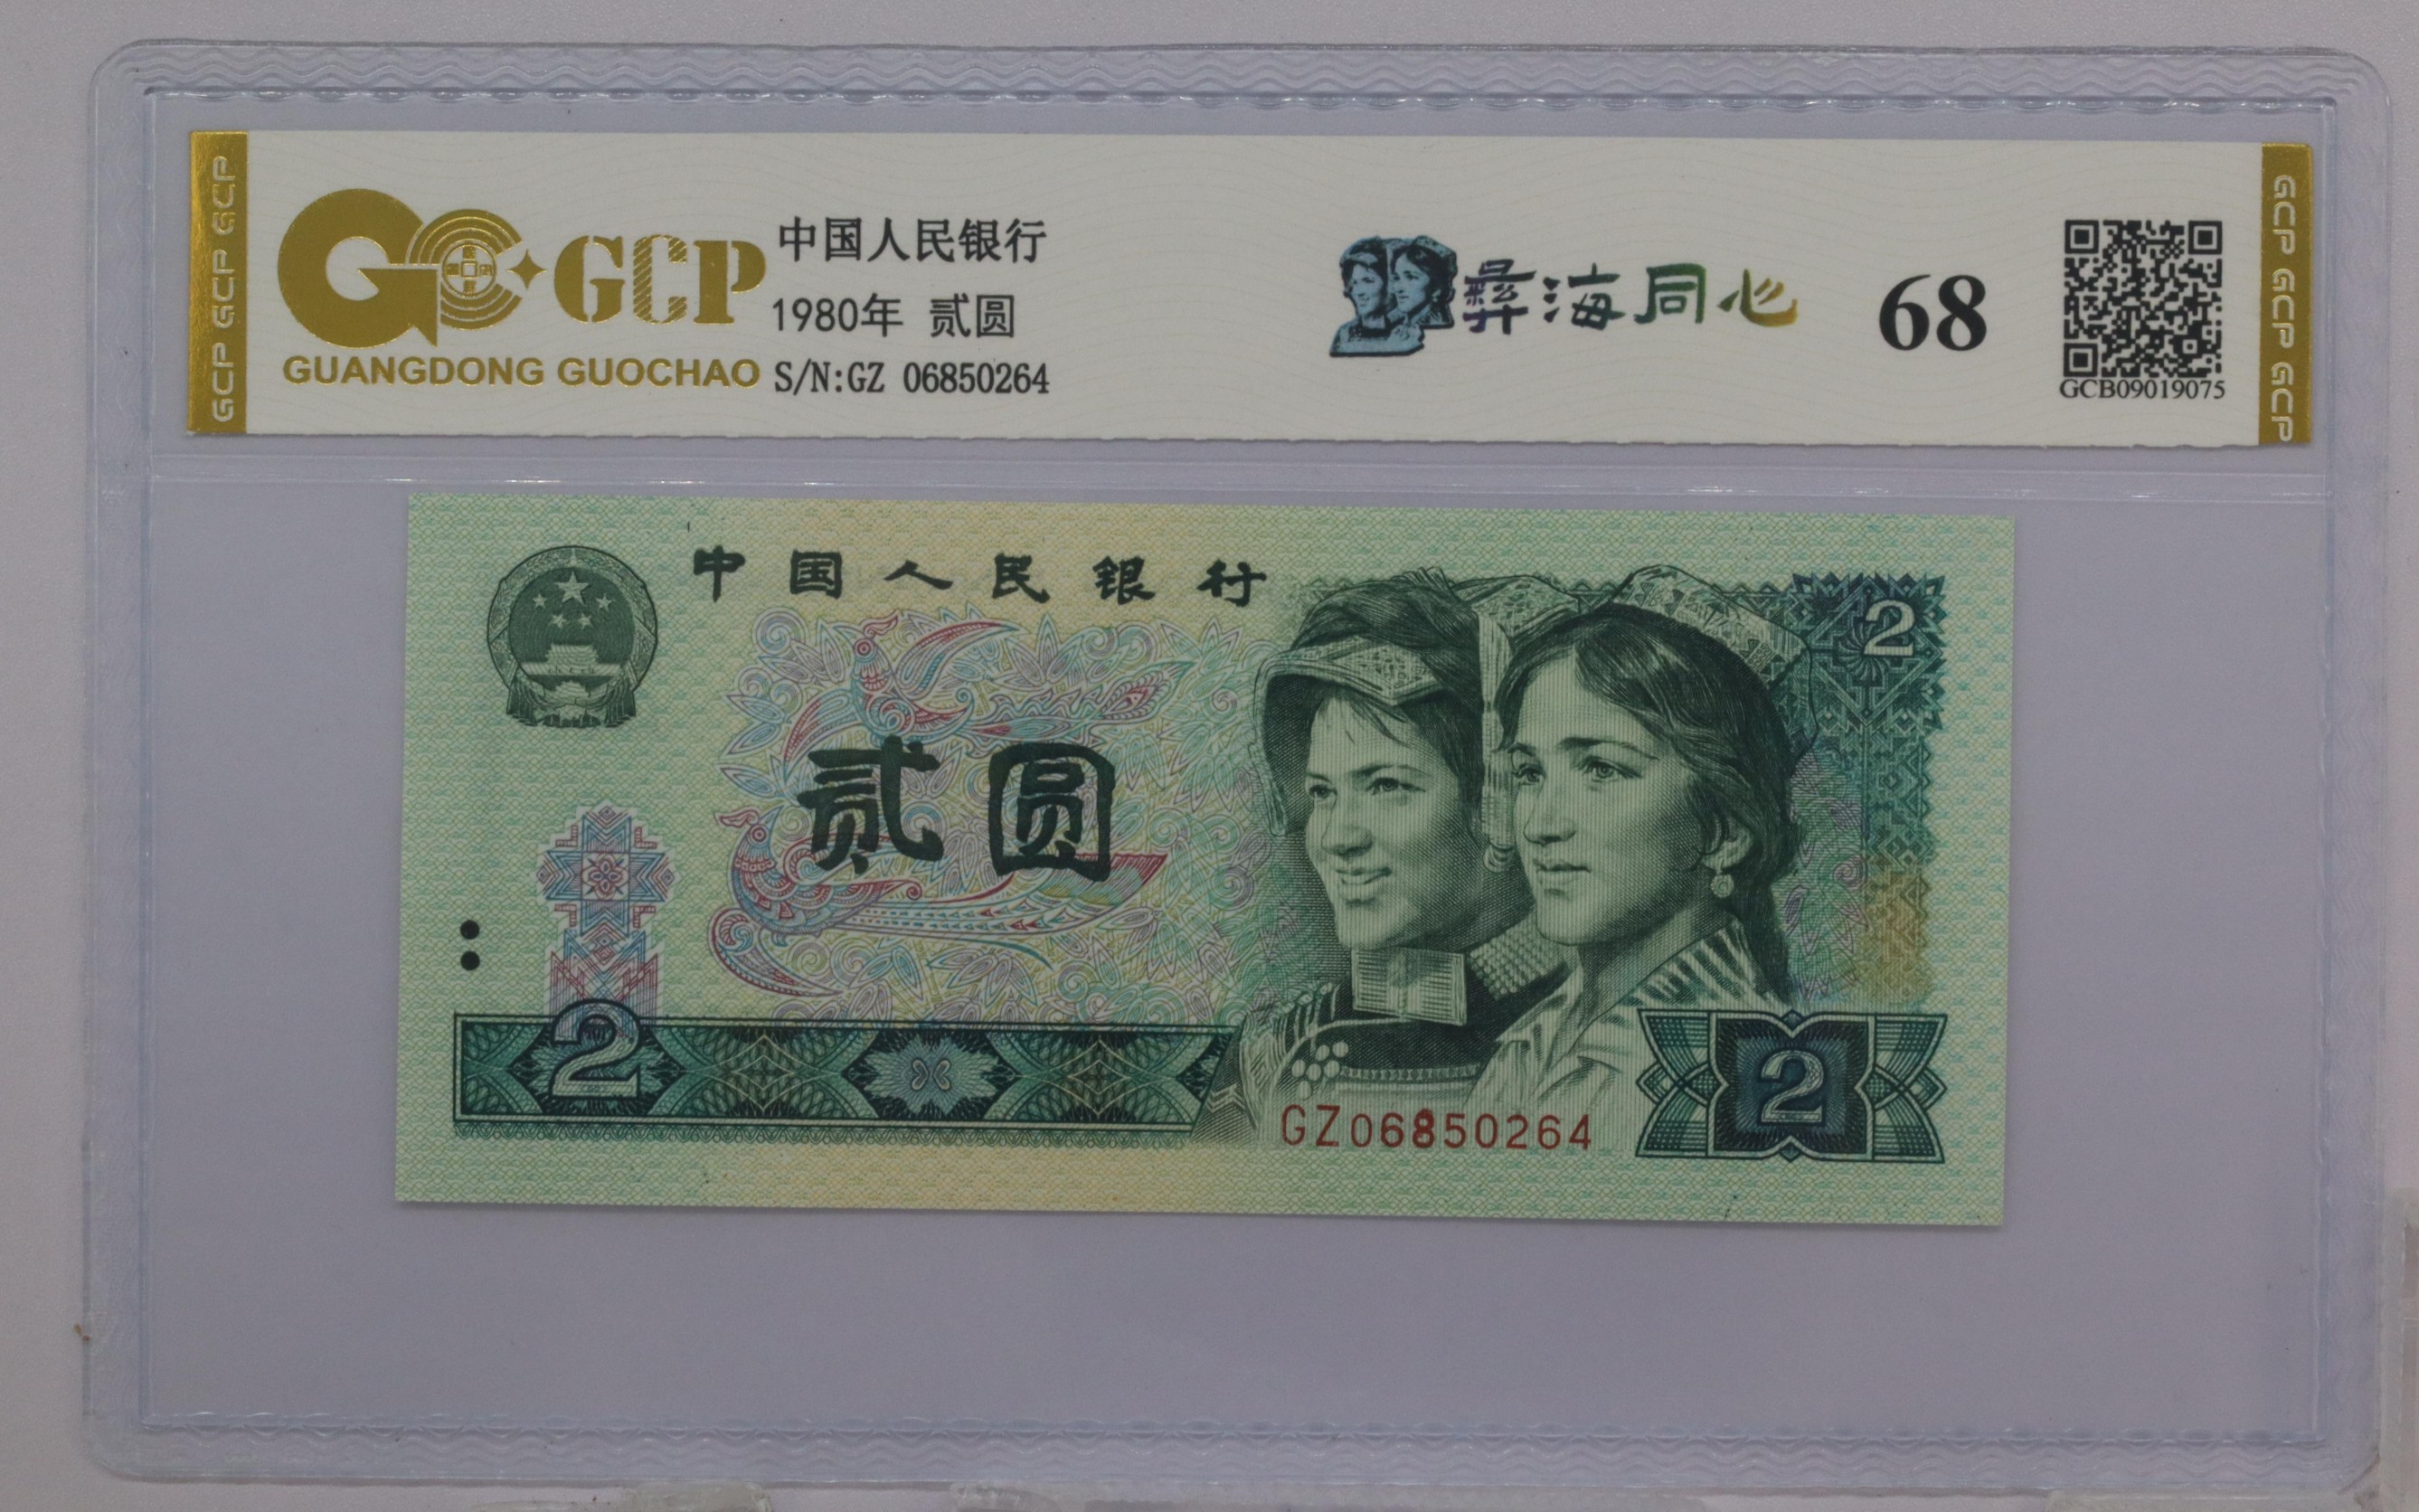 GCP GCP GCP
GCP
GUANGDONG GUOCHAO
中国人民银行
1980年 贰圆
S/N:GZ 06850264
彝海同心
68
GCB09019075
GCP GCP GCP
中国人民银行
2
贰圆
2
GZ06850264
2